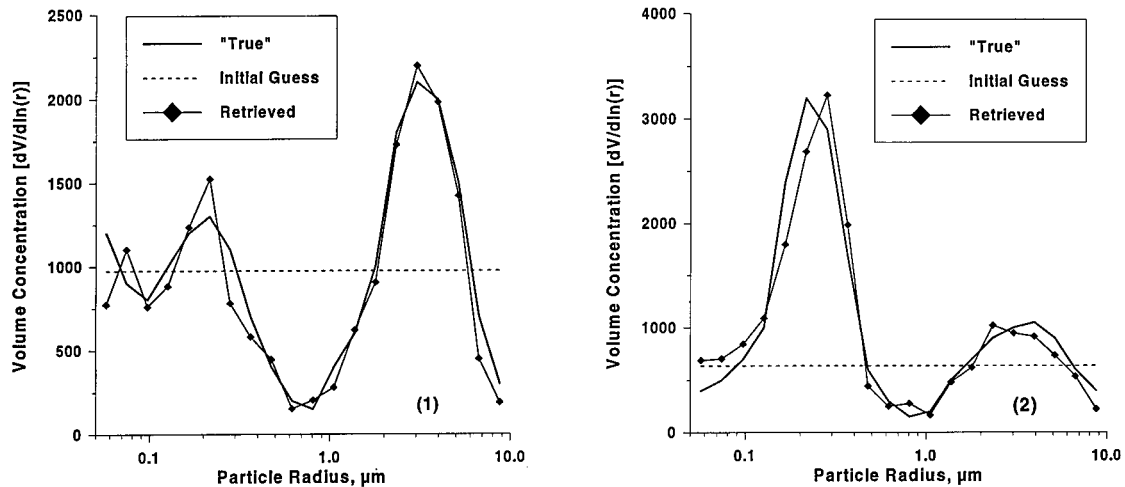 2500
2000
1500
1000
500
0
Volume Concentration [dV/dln(r)]
"True"
Initial Guess
Retrieved
(1)
0.1
1.0
10.0
Particle Radius, µm
4000
3000
2000
1000
0
Volume Concentration [dV/dln(r)]
"True"
Initial Guess
Retrieved
(2)
0.1
1.0
10.0
Particle Radius, µm